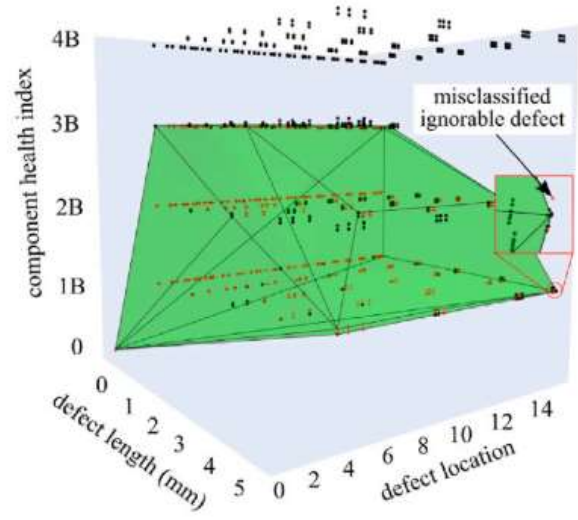 4B
3B
2B
1B
0
component health index
misclassified
ignorable defect
0
1
2
3
4
5
defect length (mm)
0
2
4
6
8
10
12
14
defect location